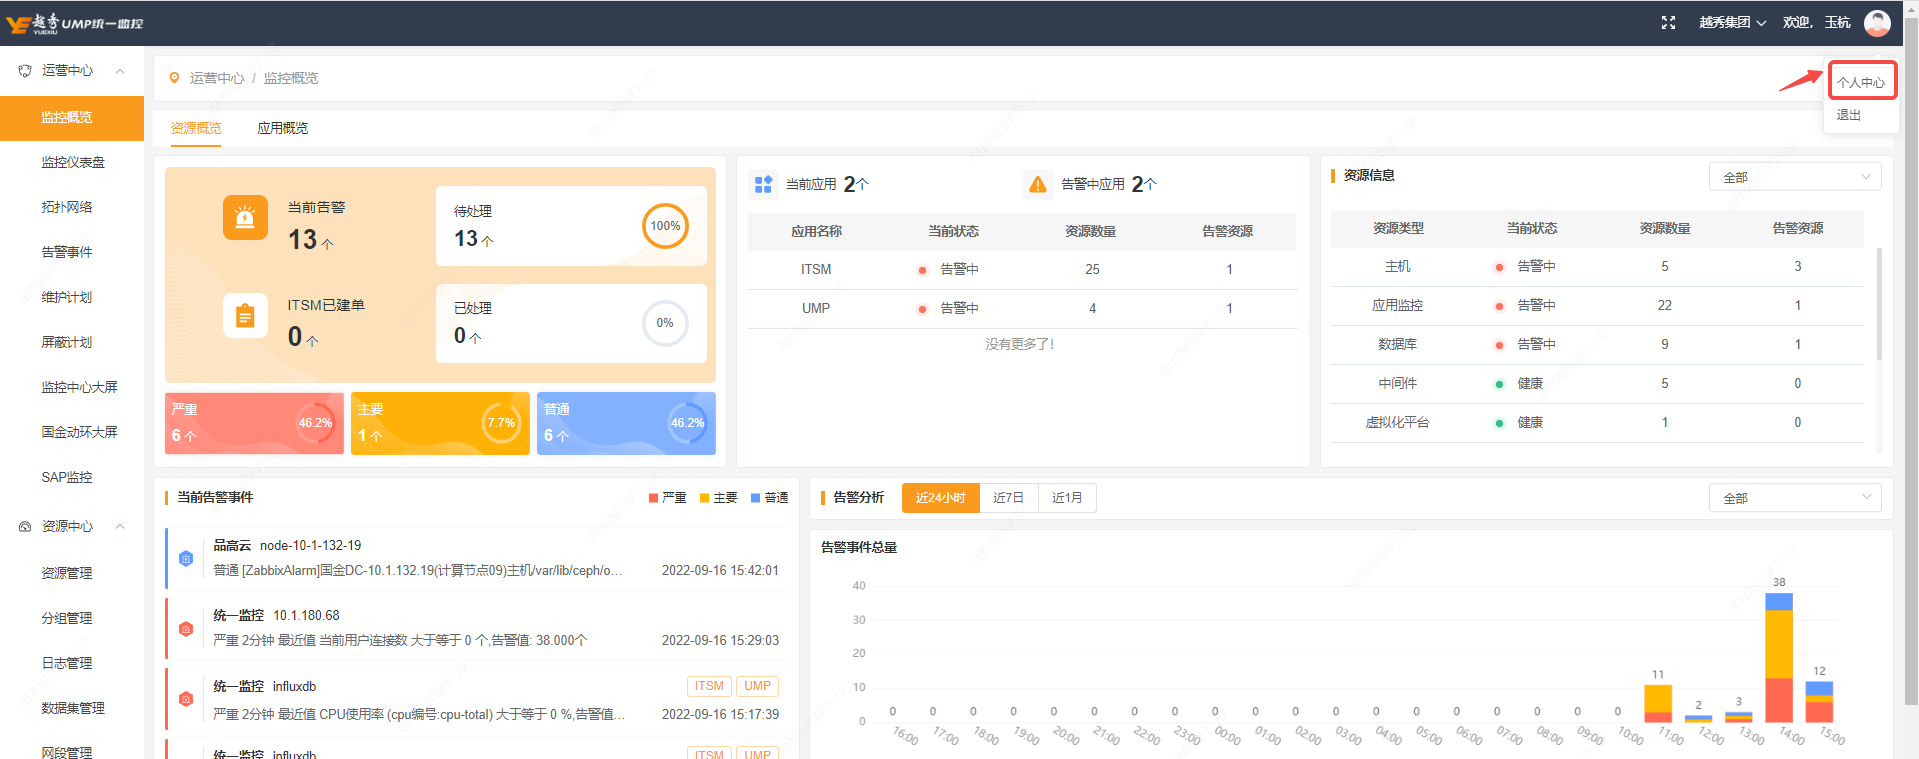 越秀 YUEXIU UMP统一监控
越秀集团 欢迎, 玉杭
个人中心
退出
运营中心
监控概览
监控仪表盘
拓扑网络
告警事件
维护计划
屏蔽计划
监控中心大屏
国金动环大屏
SAP监控
资源中心
资源管理
分组管理
日志管理
数据集管理
网段管理
运营中心 / 监控概览
资源概览 应用概览
当前告警
13 个
待处理
13 个
100%
ITSM已建单
0 个
已处理
0 个
0%
严重
6 个
46.2%
主要
1 个
7.7%
普通
6 个
46.2%
当前应用 2个 告警中应用 2个
应用名称 当前状态 资源数量 告警资源
ITSM 告警中 25 1
UMP 告警中 4 1
没有更多了!
资源信息 全部
资源类型 当前状态 资源数量 告警资源
主机 告警中 5 3
应用监控 告警中 22 1
数据库 告警中 9 1
中间件 健康 5 0
虚拟化平台 健康 1 0
当前告警事件 严重 主要 普通
品高云 node-10-1-132-19
普通 [ZabbixAlarm]国金DC-10.1.132.19(计算节点09)主机/var/lib/ceph/o... 2022-09-16 15:42:01
统一监控 10.1.180.68
严重 2分钟 最近值 当前用户连接数 大于等于 0 个,告警值: 38.000个 2022-09-16 15:29:03
统一监控 influxdb ITSM UMP
严重 2分钟 最近值 CPU使用率 (cpu编号:cpu-total) 大于等于 0 %,告警值... 2022-09-16 15:17:39
统一监控 influxdb ITSM UMP
告警分析 近24小时 近7日 近1月 全部
告警事件总量
40
30
20
10
0
0 0 0 0 0 0 0 0 0 0 0 0 0 0 0 0 0 0 0 11 2 3 38 12
16:00 17:00 18:00 19:00 20:00 21:00 22:00 23:00 00:00 01:00 02:00 03:00 04:00 05:00 06:00 07:00 08:00 09:00 10:00 11:00 12:00 13:00 14:00 15:00